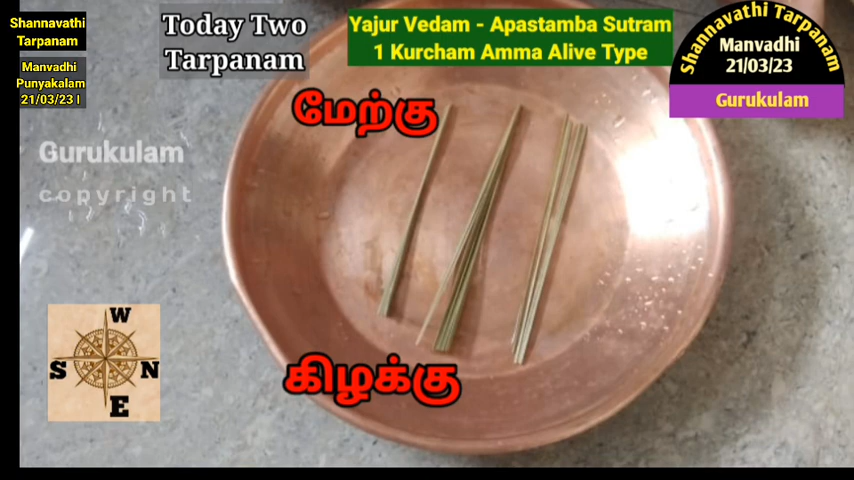 Shannavathi
Tarpanam
Manvadhi
Punyakalam
21/03/23 I
Today Two
Tarpanam
Yajur Vedam - Apastamba Sutram
1 Kurcham Amma Alive Type
Shannavathi Tarpanam
Manvadhi
21/03/23
Gurukulam
மேற்கு
Gurukulam
copyright
W
S N
E
கிழக்கு